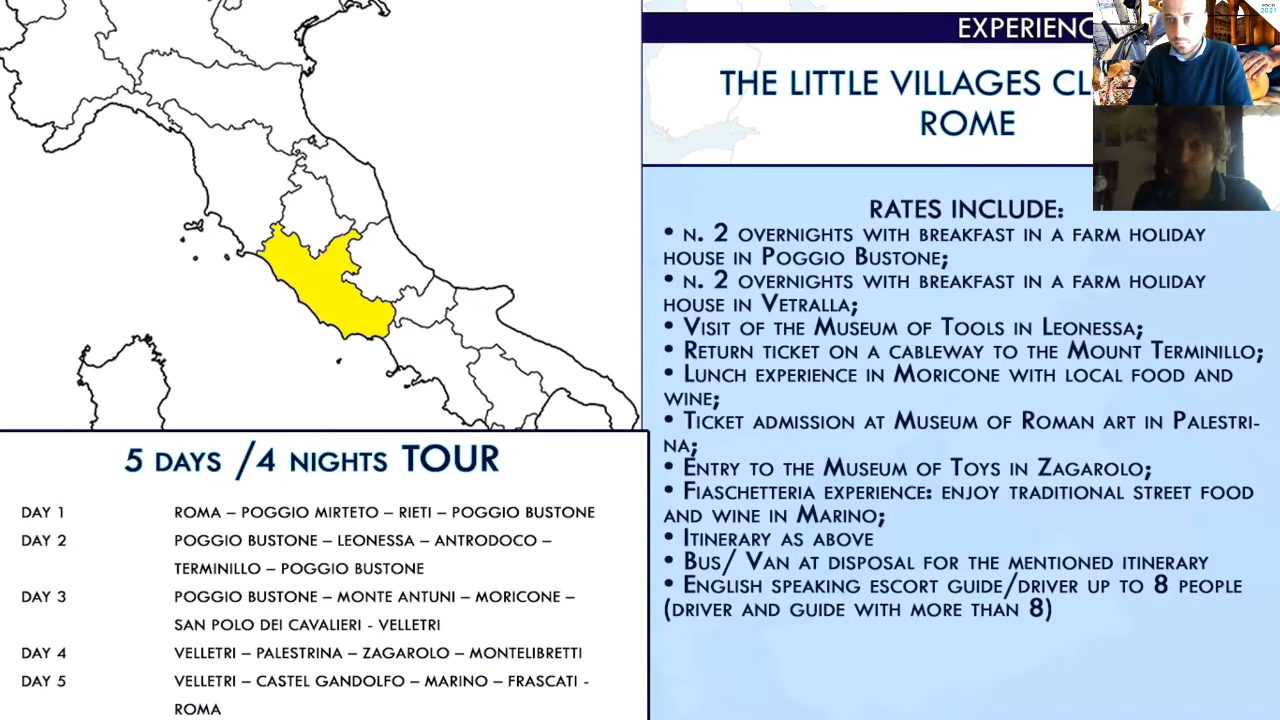 EXPERIENC
THE LITTLE VILLAGES CL
ROME
RATES INCLUDE:
• N. 2 OVERNIGHTS WITH BREAKFAST IN A FARM HOLIDAY
HOUSE IN POGGIO BUSTONE;
• N. 2 OVERNIGHTS WITH BREAKFAST IN A FARM HOLIDAY
HOUSE IN VETRALLA;
• VISIT OF THE MUSEUM OF TOOLS IN LEONESSA;
• RETURN TICKET ON A CABLEWAY TO THE MOUNT TERMINILLO;
• LUNCH EXPERIENCE IN MORICONE WITH LOCAL FOOD AND
WINE;
• TICKET ADMISSION AT MUSEUM OF ROMAN ART IN PALESTRI-
NA;
• ENTRY TO THE MUSEUM OF TOYS IN ZAGAROLO;
• FIASCHETTERIA EXPERIENCE: ENJOY TRADITIONAL STREET FOOD
AND WINE IN MARINO;
• ITINERARY AS ABOVE
• BUS/ VAN AT DISPOSAL FOR THE MENTIONED ITINERARY
• ENGLISH SPEAKING ESCORT GUIDE/DRIVER UP TO 8 PEOPLE
(DRIVER AND GUIDE WITH MORE THAN 8)
5 DAYS /4 NIGHTS TOUR
DAY 1 ROMA – POGGIO MIRTETO – RIETI – POGGIO BUSTONE
DAY 2 POGGIO BUSTONE – LEONESSA – ANTRODOCO –
TERMINILLO – POGGIO BUSTONE
DAY 3 POGGIO BUSTONE – MONTE ANTUNI – MORICONE –
SAN POLO DEI CAVALIERI - VELLETRI
DAY 4 VELLETRI – PALESTRINA – ZAGAROLO – MONTELIBRETTI
DAY 5 VELLETRI – CASTEL GANDOLFO – MARINO – FRASCATI -
ROMA
2021